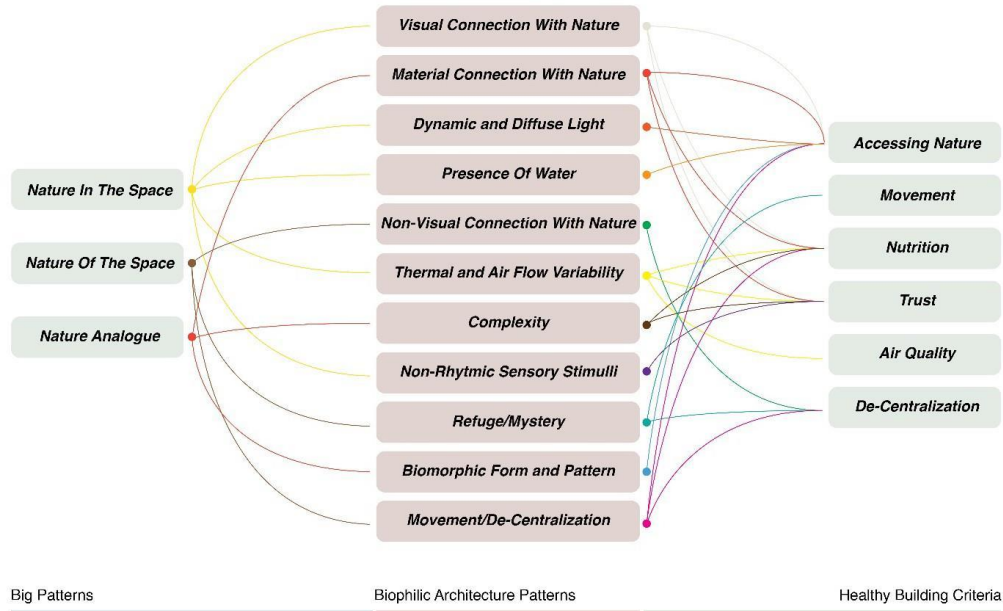 Visual Connection With Nature
Material Connection With Nature
Dynamic and Diffuse Light
Accessing Nature
Presence Of Water
Nature In The Space
Movement
Non-Visual Connection With Nature
Nutrition
Nature Of The Space
Thermal and Air Flow Variability
Trust
Complexity
Nature Analogue
Air Quality
Non-Rhytmic Sensory Stimulli
De-Centralization
Refuge/Mystery
Biomorphic Form and Pattern
Movement/De-Centralization
Big Patterns
Biophilic Architecture Patterns
Healthy Building Criteria